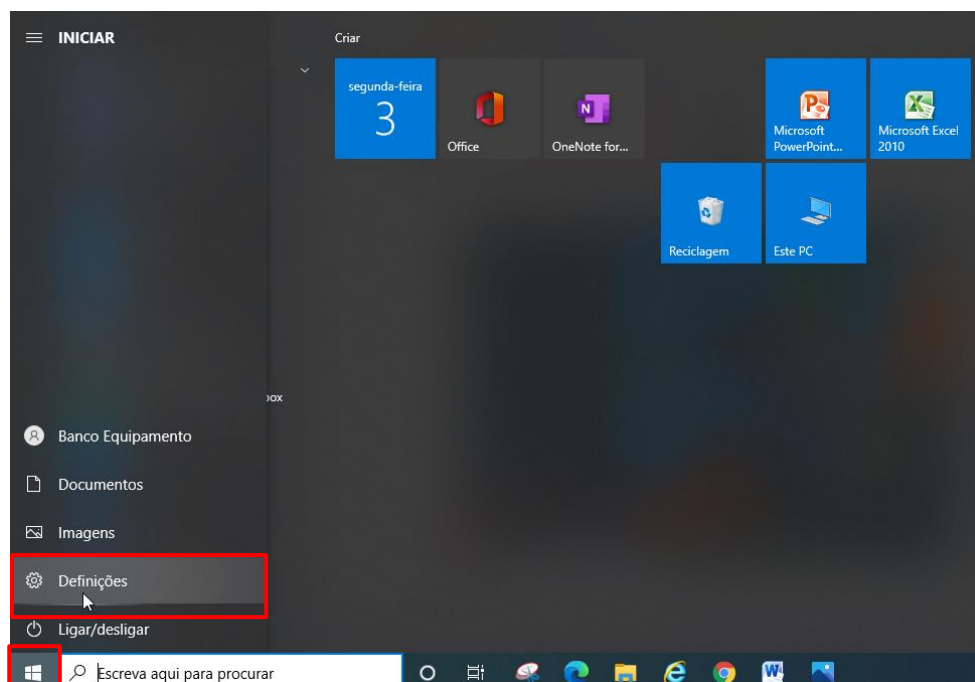 INICIAR
Criar
segunda-feira
3
Office
OneNote for...
Microsoft
PowerPoint...
Microsoft Excel
2010
Reciclagem
Este PC
box
Banco Equipamento
Documentos
Imagens
Definições
Ligar/desligar
Escreva aqui para procurar